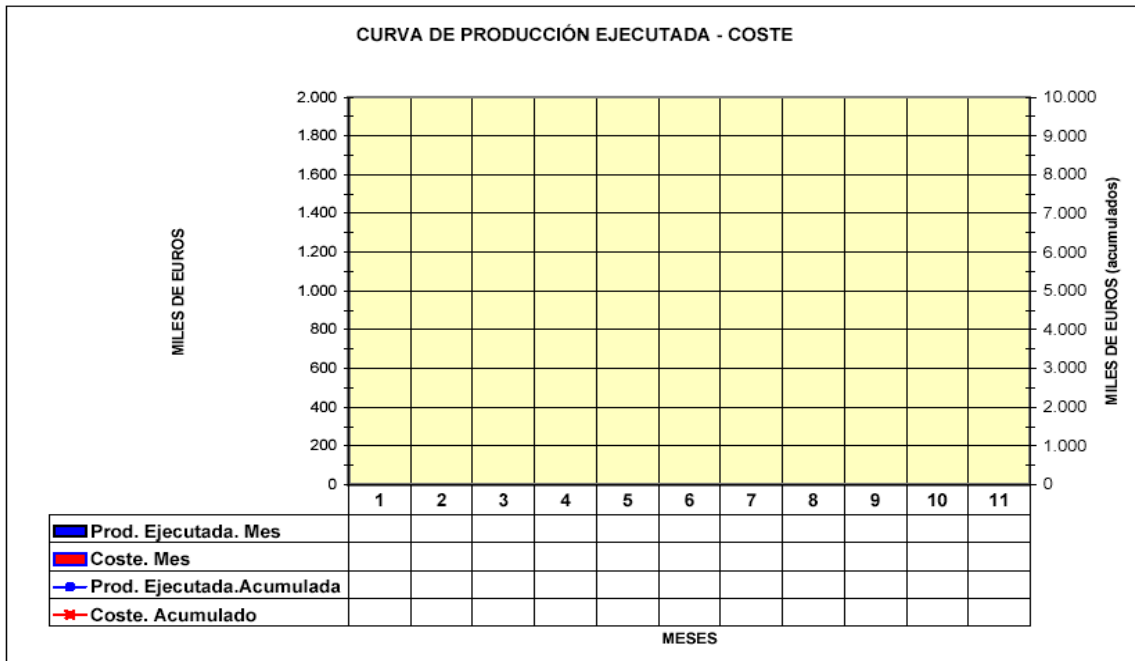 CURVA DE PRODUCCIÓN EJECUTADA - COSTE
MILES DE EUROS
2.000
1.800
1.600
1.400
1.200
1.000
800
600
400
200
0
10.000
9.000
8.000
7.000
6.000
5.000
4.000
3.000
2.000
1.000
0
MILES DE EUROS (acumulados)
1 2 3 4 5 6 7 8 9 10 11
Prod. Ejecutada. Mes
Coste. Mes
Prod. Ejecutada.Acumulada
Coste. Acumulado
MESES